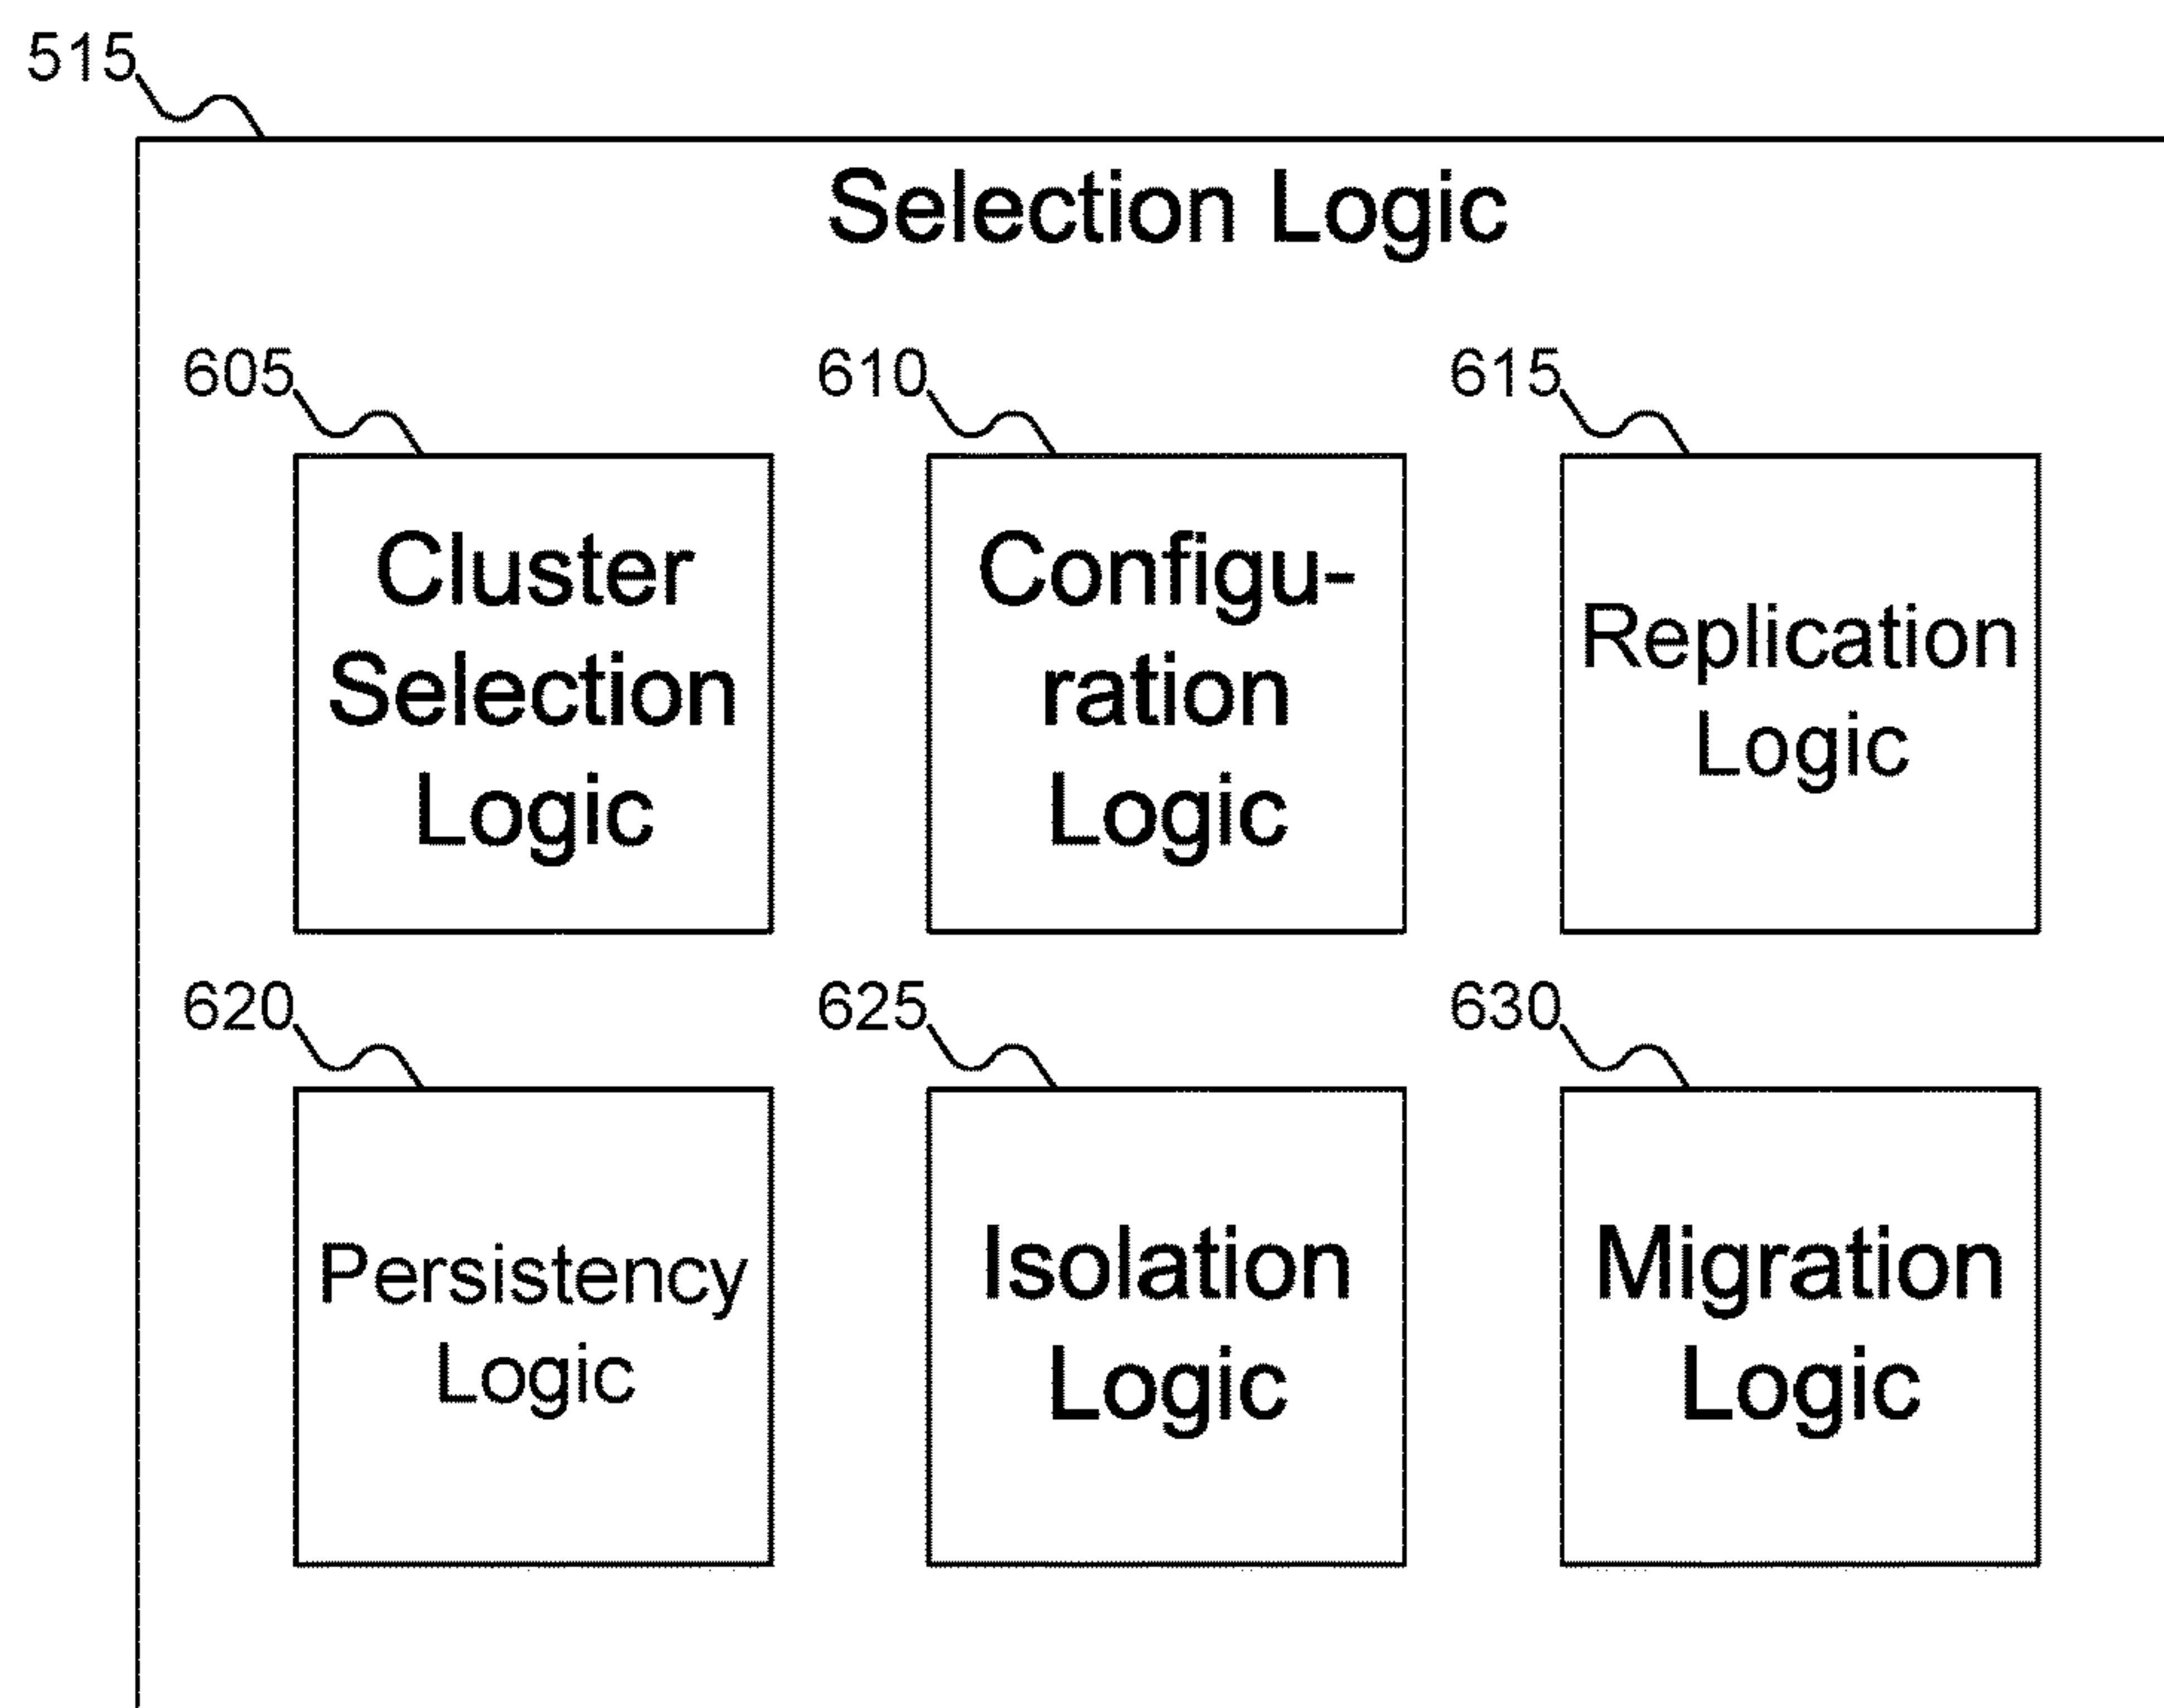 515
Selection Logic
605
610
615
Cluster
Selection
Logic
Configu-
ration
Logic
Replication
Logic
620
625
630
Persistency
Logic
Isolation
Logic
Migration
Logic